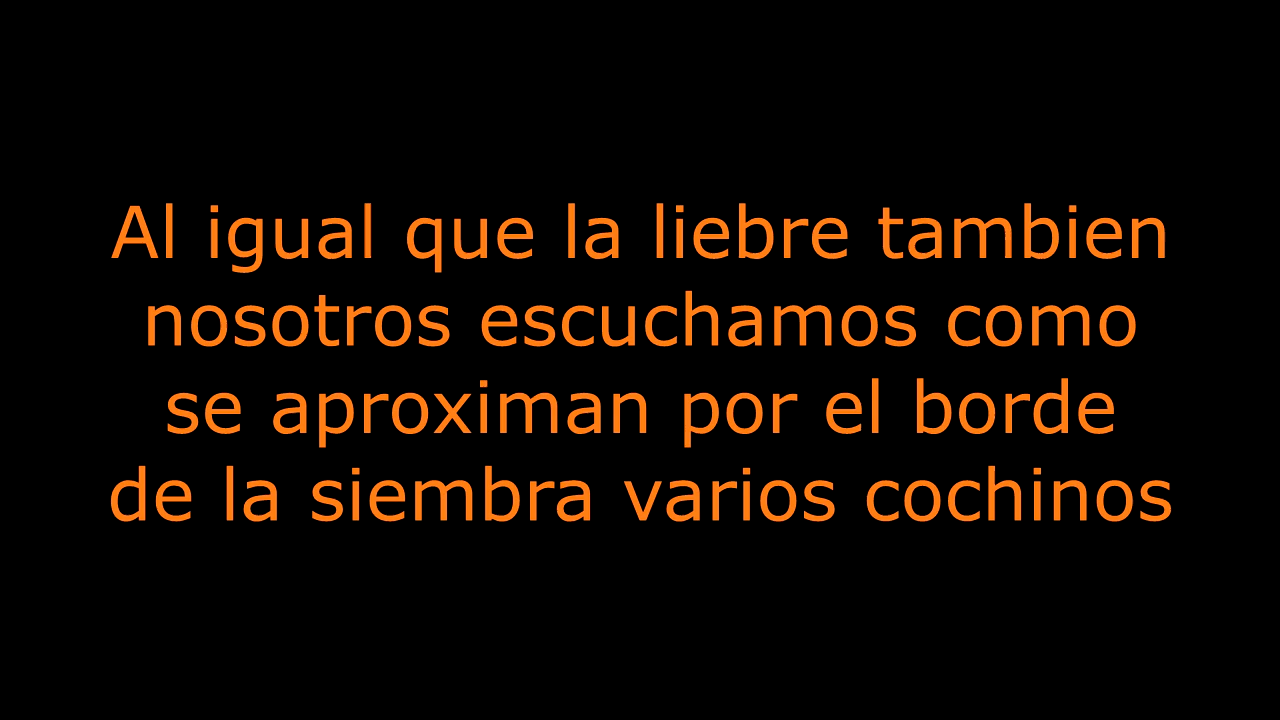 Al igual que la liebre tambien
nosotros escuchamos como
se aproximan por el borde
de la siembra varios cochinos